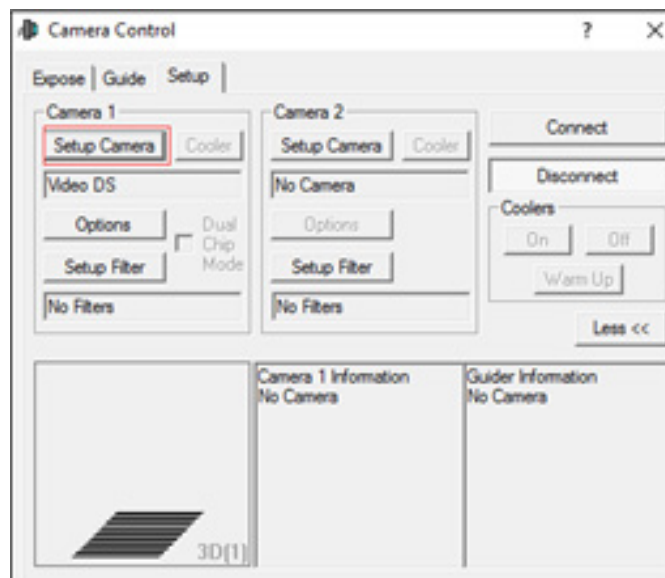 Camera Control ? X
Expose Guide Setup
Camera 1
Setup Camera Cooler
Video DS
Options
Dual
Chip
Mode
Setup Filter
No Filters
Camera 2
Setup Camera Cooler
No Camera
Options
Setup Filter
No Filters
Connect
Disconnect
Coolers
On Off
Warm Up
Less <<
3D(1)
Camera 1 Information
No Camera
Guider Information
No Camera